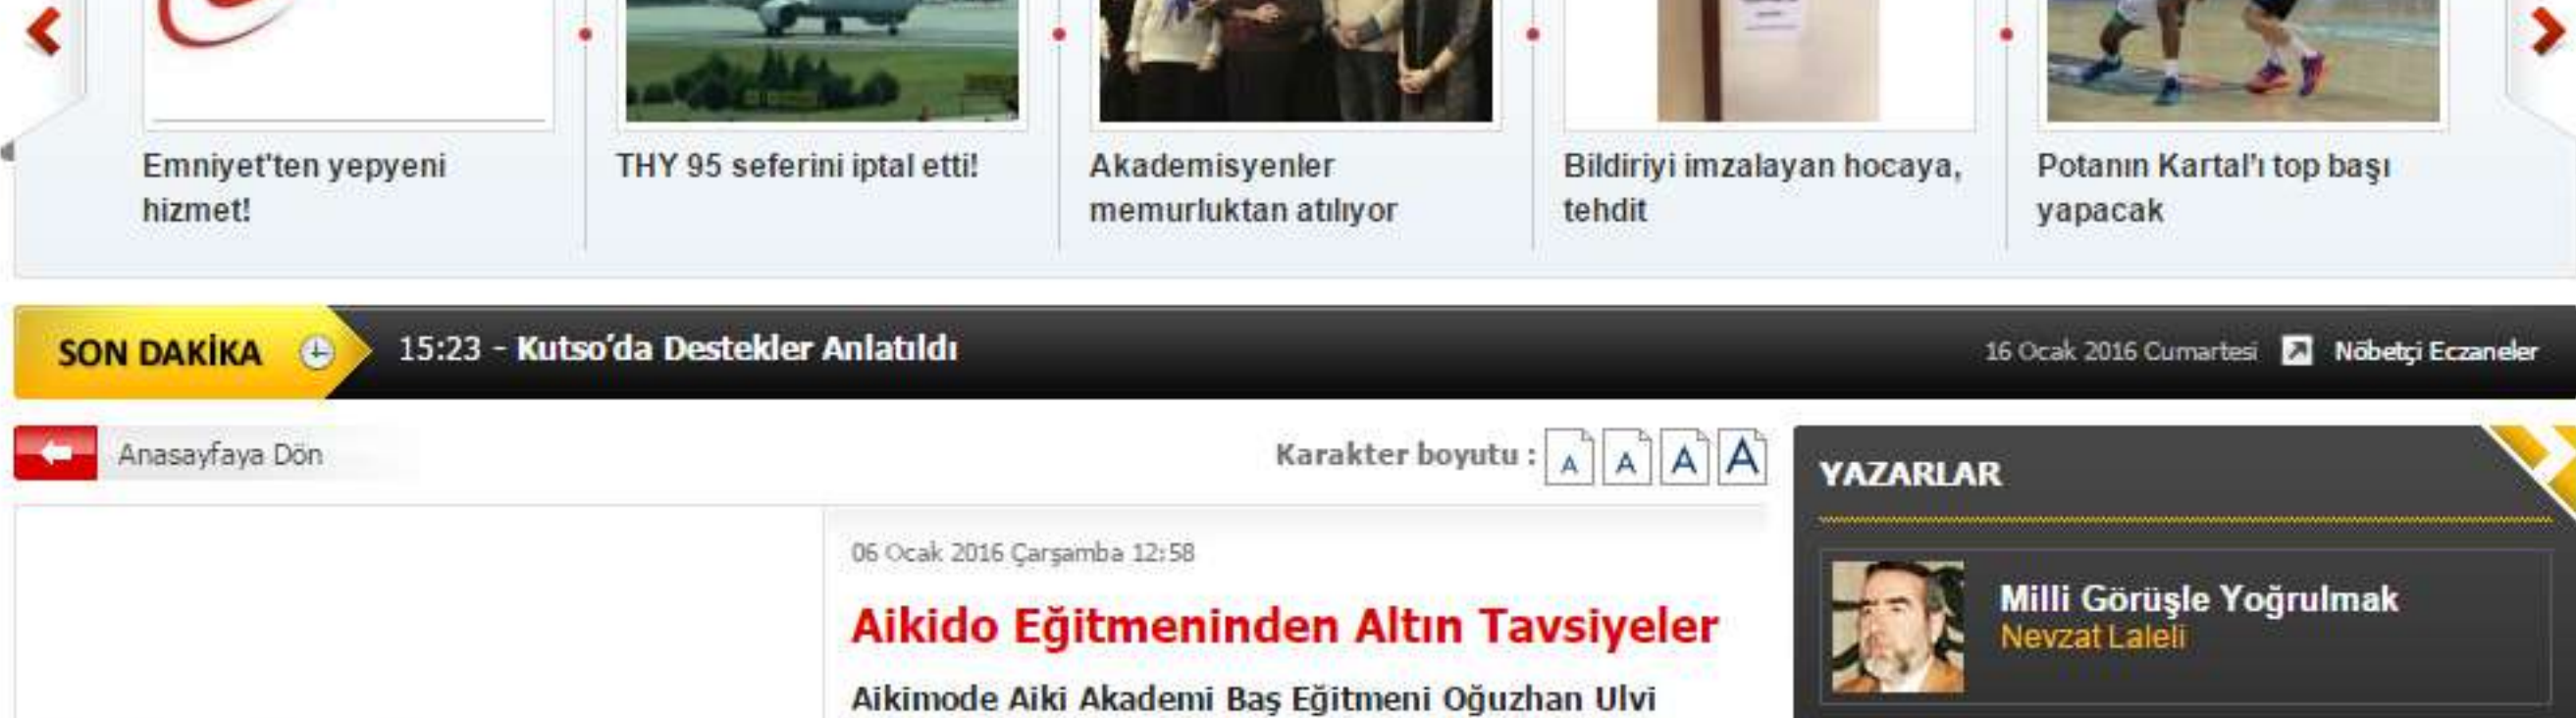 Emniyet'ten yepyeni
hizmet!
THY 95 seferini iptal etti!
Akademisyenler
memurluktan atılıyor
Bildiriyi imzalayan hocaya,
tehdit
Potanın Kartal'ı top başı
yapacak
SON DAKİKA
15:23 - Kutso'da Destekler Anlatıldı
16 Ocak 2016 Cumartesi
Nöbetçi Eczaneler
Anasayfaya Dön
Karakter boyutu : A A A A
YAZARLAR
06 Ocak 2016 Çarşamba 12:58
Aikido Eğitmeninden Altın Tavsiyeler
Aikimode Aiki Akademi Baş Eğitmeni Oğuzhan Ulvi
Milli Görüşle Yoğrulmak
Nevzat Laleli